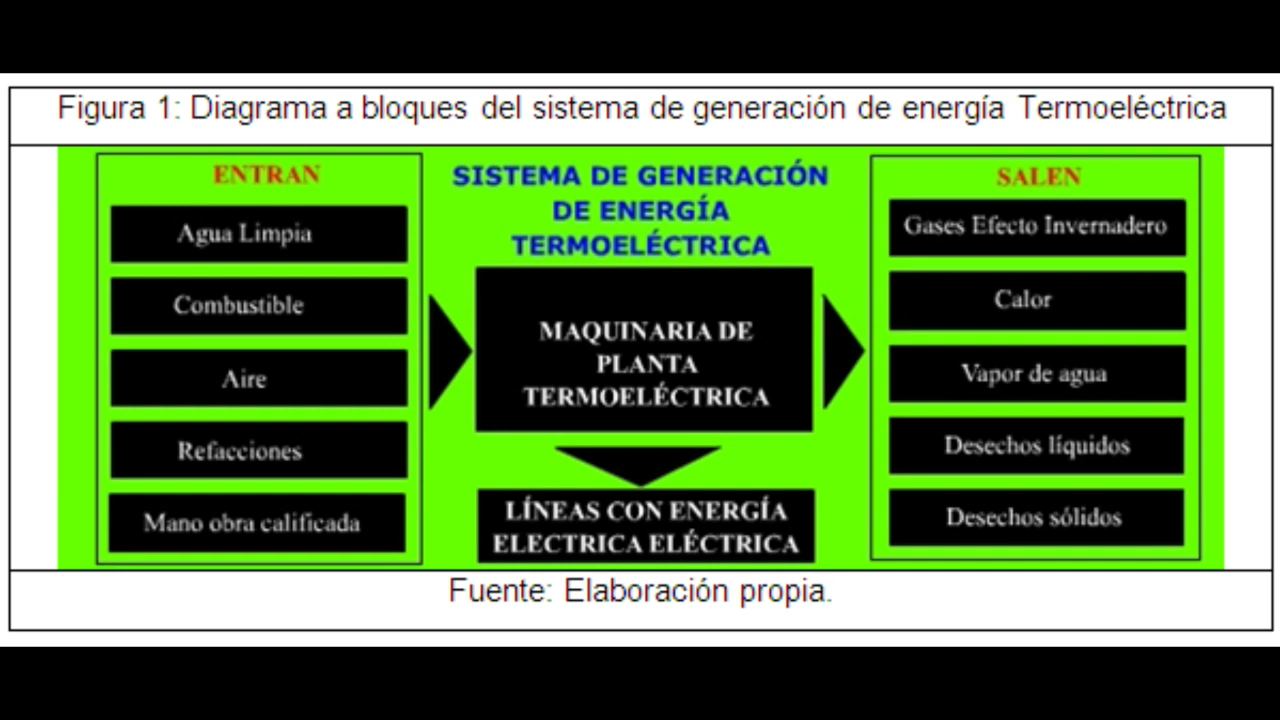 Figura 1: Diagrama a bloques del sistema de generación de energía Termoeléctrica
ENTRAN
Agua Limpia
Combustible
Aire
Refacciones
Mano obra calificada
SISTEMA DE GENERACIÓN
DE ENERGÍA
TERMOELÉCTRICA
MAQUINARIA DE
PLANTA
TERMOELÉCTRICA
LÍNEAS CON ENERGÍA
ELECTRICA ELÉCTRICA
SALEN
Gases Efecto Invernadero
Calor
Vapor de agua
Desechos líquidos
Desechos sólidos
Fuente: Elaboración propia.